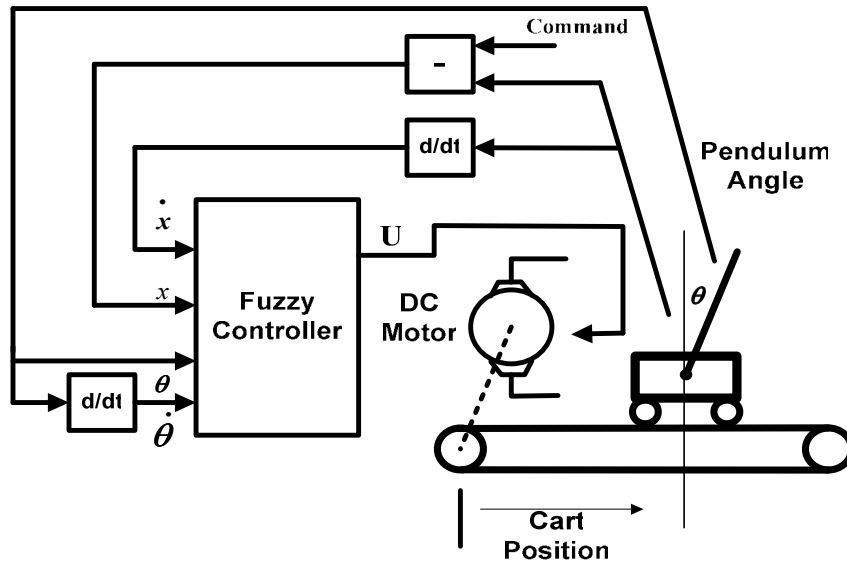 Command
-
d/dt
Pendulum
Angle
ẋ
U
x
Fuzzy
Controller
DC
Motor
θ
θ
d/dt
θ̇
Cart
Position